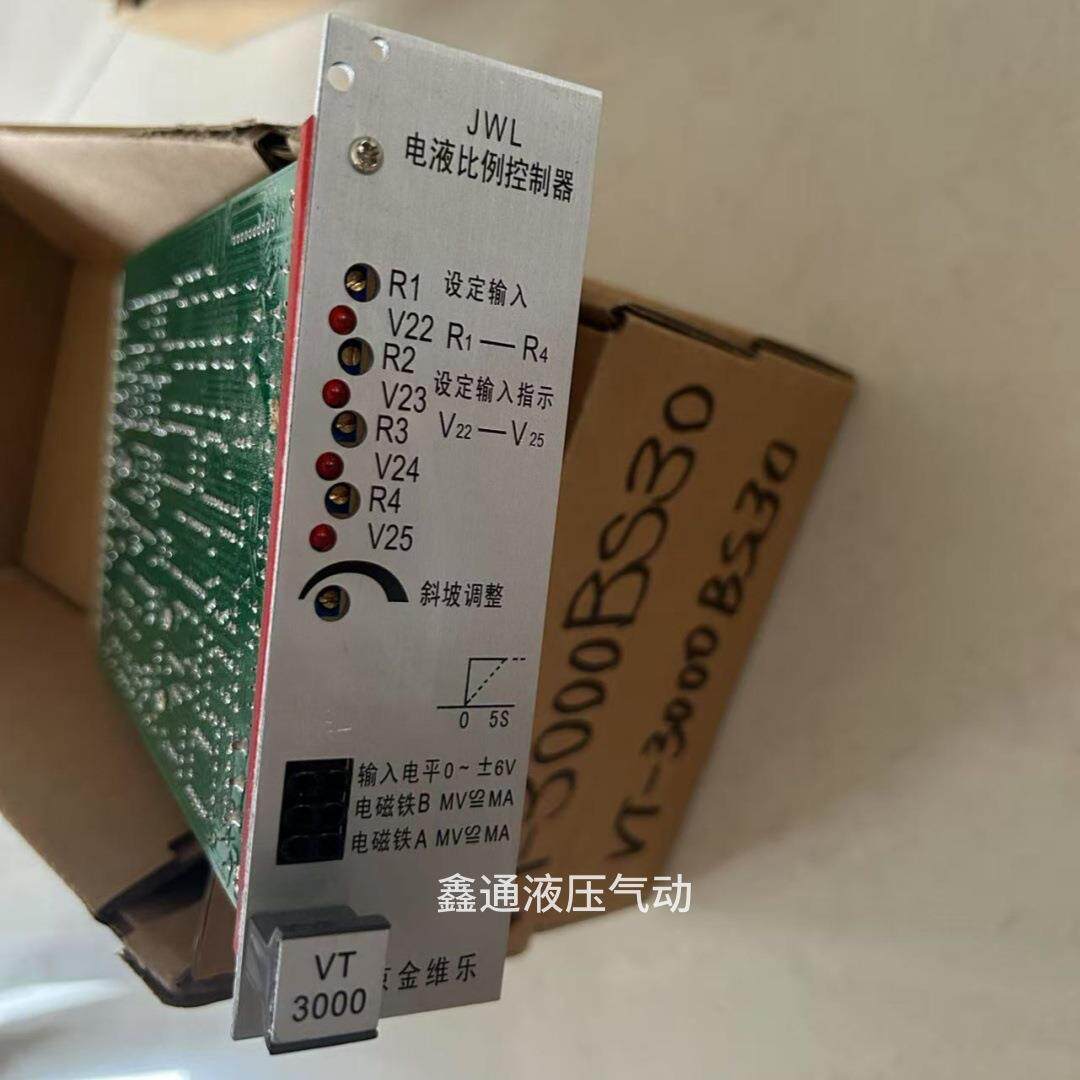 JWL
电液比例控制器
R1 设定输入
V22 R1—R4
R2
V23 设定输入指示
R3 V22—V25
V24
R4
V25
斜坡调整
0 5S
输入电平0~±6V
电磁铁B MV≌MA
电磁铁A MV≌MA
鑫通液压气动
金维乐
VT
3000
3000BS30
VT-3000BS30